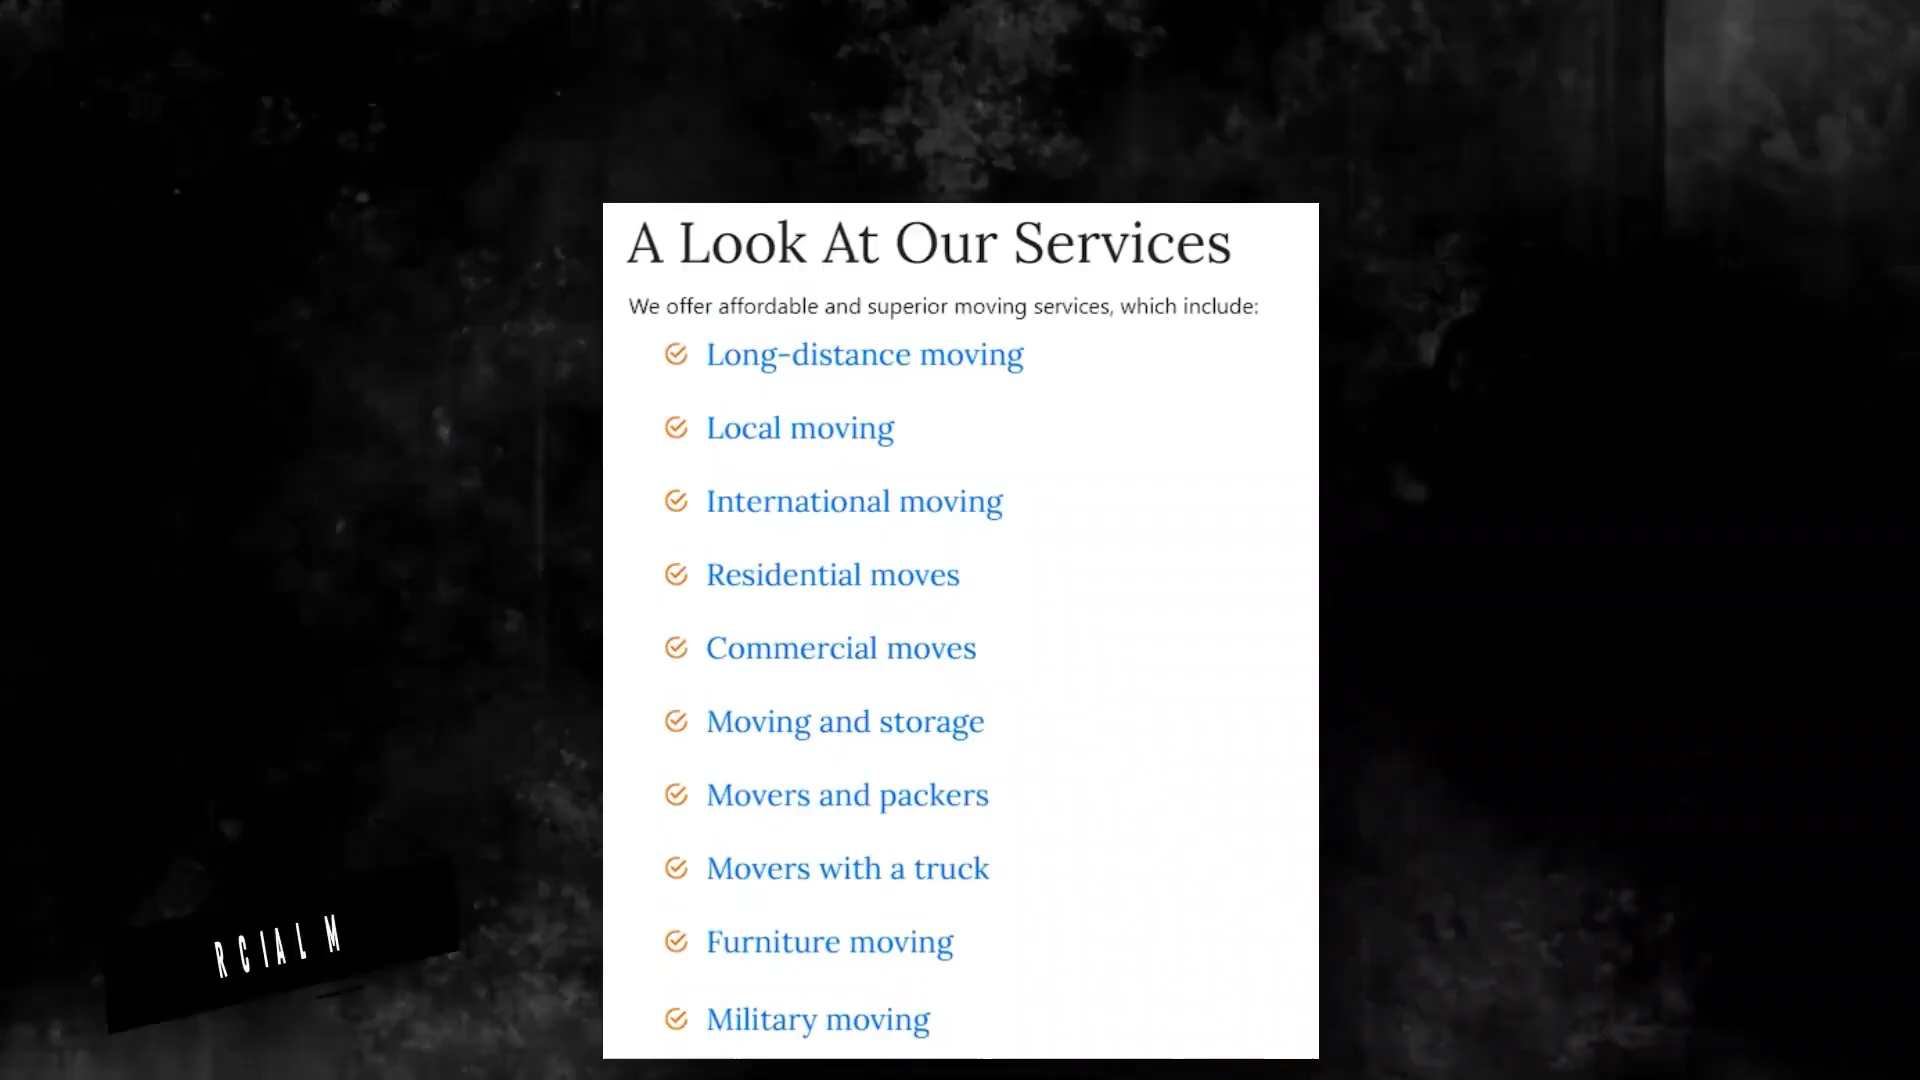 A Look At Our Services
We offer affordable and superior moving services, which include:
Long-distance moving
Local moving
International moving
Residential moves
Commercial moves
Moving and storage
Movers and packers
Movers with a truck
Furniture moving
Military moving
RCIAL M